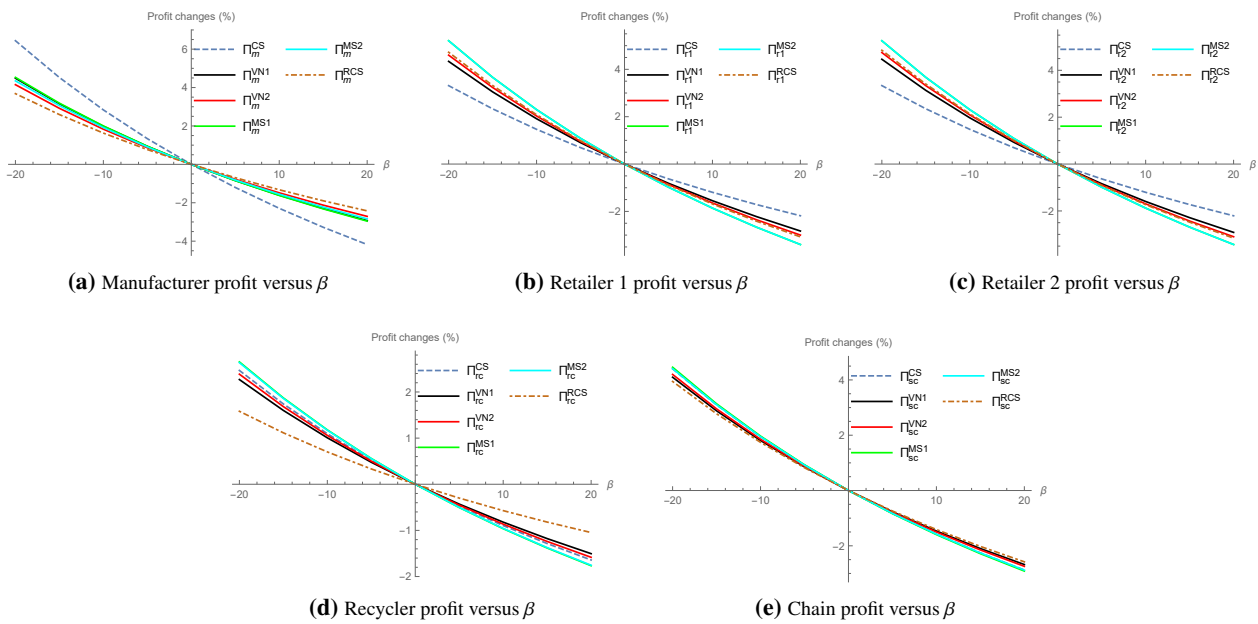 Profit changes (%)
6
4
2
-2
-4
-20
-10
10
20
β
Π_m^CS
Π_m^VN1
Π_m^VN2
Π_m^MS1
Π_m^MS2
Π_m^RCS
(a) Manufacturer profit versus β
Profit changes (%)
4
2
-2
-20
-10
10
20
β
Π_r1^CS
Π_r1^VN1
Π_r1^VN2
Π_r1^MS1
Π_r1^MS2
Π_r1^RCS
(b) Retailer 1 profit versus β
Profit changes (%)
4
2
-2
-20
-10
10
20
β
Π_r2^CS
Π_r2^VN1
Π_r2^VN2
Π_r2^MS1
Π_r2^MS2
Π_r2^RCS
(c) Retailer 2 profit versus β
Profit changes (%)
2
1
-1
-2
-20
-10
10
20
β
Π_rc^CS
Π_rc^VN1
Π_rc^VN2
Π_rc^MS1
Π_rc^MS2
Π_rc^RCS
(d) Recycler profit versus β
Profit changes (%)
4
2
-2
-20
-10
10
20
β
Π_sc^CS
Π_sc^VN1
Π_sc^VN2
Π_sc^MS1
Π_sc^MS2
Π_sc^RCS
(e) Chain profit versus β